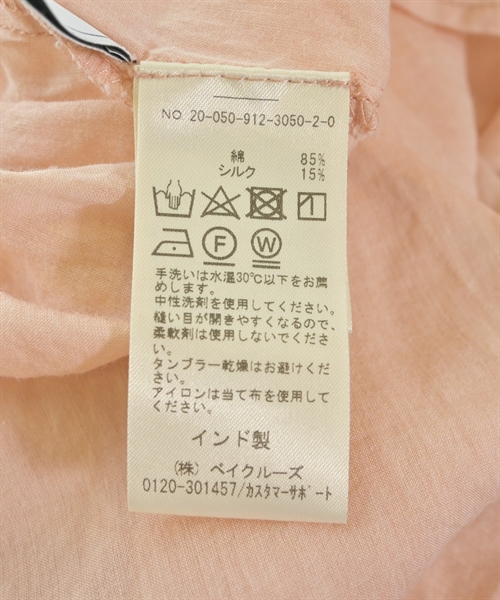 NO. 20-050-912-3050-2-0
綿 85%
シルク 15%
F W
手洗いは水温30℃以下をお薦
めします。
中性洗剤を使用してください。
縫い目が開きやすくなるので、
柔軟剤は使用しないでくださ
い。
タンブラー乾燥はお避けくだ
さい。
アイロンは当て布を使用して
ください。
インド製
(株) ベイクルーズ
0120-301457/カスタマーサポート